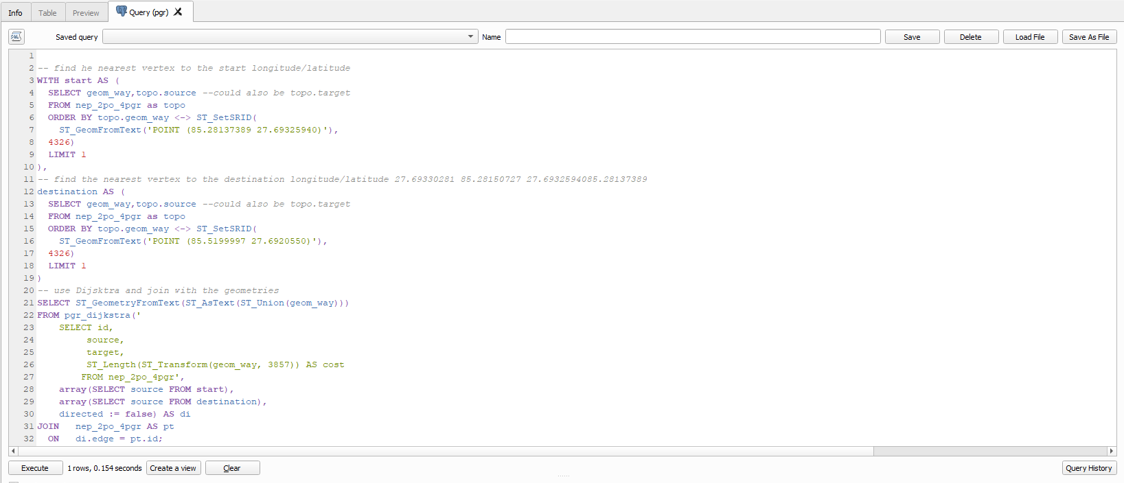 Info Table Preview Query (pgr)
Saved query Name Save Delete Load File Save As File
1
2 -- find he nearest vertex to the start longitude/latitude
3 WITH start AS (
4 SELECT geom_way,topo.source --could also be topo.target
5 FROM nep_2po_4pgr as topo
6 ORDER BY topo.geom_way <-> ST_SetSRID(
7 ST_GeomFromText('POINT (85.28137389 27.69325940)'),
8 4326)
9 LIMIT 1
10 ),
11 -- find the nearest vertex to the destination longitude/latitude 27.69330281 85.28150727 27.6932594085.28137389
12 destination AS (
13 SELECT geom_way,topo.source --could also be topo.target
14 FROM nep_2po_4pgr as topo
15 ORDER BY topo.geom_way <-> ST_SetSRID(
16 ST_GeomFromText('POINT (85.5199997 27.6920550)'),
17 4326)
18 LIMIT 1
19 )
20 -- use Dijsktra and join with the geometries
21 SELECT ST_GeometryFromText(ST_AsText(ST_Union(geom_way)))
22 FROM pgr_dijkstra('
23 SELECT id,
24 source,
25 target,
26 ST_Length(ST_Transform(geom_way, 3857)) AS cost
27 FROM nep_2po_4pgr',
28 array(SELECT source FROM start),
29 array(SELECT source FROM destination),
30 directed := false) AS di
31 JOIN nep_2po_4pgr AS pt
32 ON di.edge = pt.id;
Execute 1 rows, 0.154 seconds Create a view Clear Query History